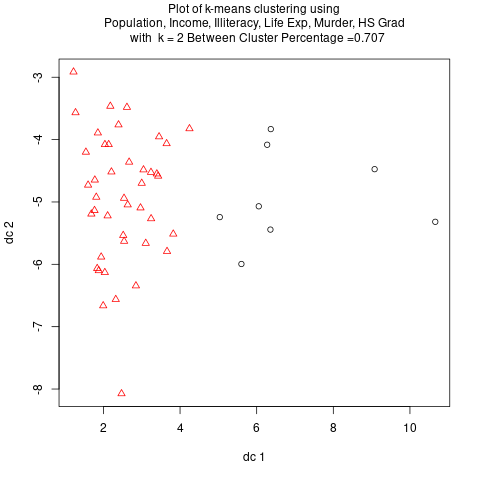 Plot of k-means clustering using
Population, Income, Illiteracy, Life Exp, Murder, HS Grad
with k = 2 Between Cluster Percentage =0.707
-3
-4
-5
-6
-7
-8
dc 2
2 4 6 8 10
dc 1